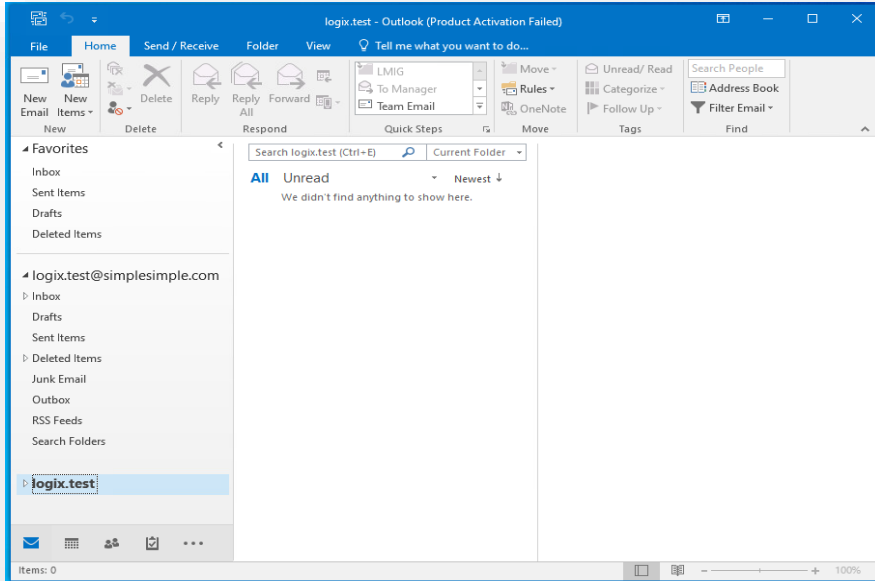 logix.test - Outlook (Product Activation Failed)
File Home Send / Receive Folder View Tell me what you want to do...
New Email
New Items
Delete
Reply
Reply All
Forward
LMIG
To Manager
Team Email
Move
Rules
OneNote
Unread/ Read
Categorize
Follow Up
Search People
Address Book
Filter Email
New Delete Respond Quick Steps Move Tags Find
Favorites
Inbox
Sent Items
Drafts
Deleted Items
logix.test@simplesimple.com
Inbox
Drafts
Sent Items
Deleted Items
Junk Email
Outbox
RSS Feeds
Search Folders
logix.test
Search logix.test (Ctrl+E) Current Folder
All Unread Newest ↓
We didn't find anything to show here.
Items: 0 100%